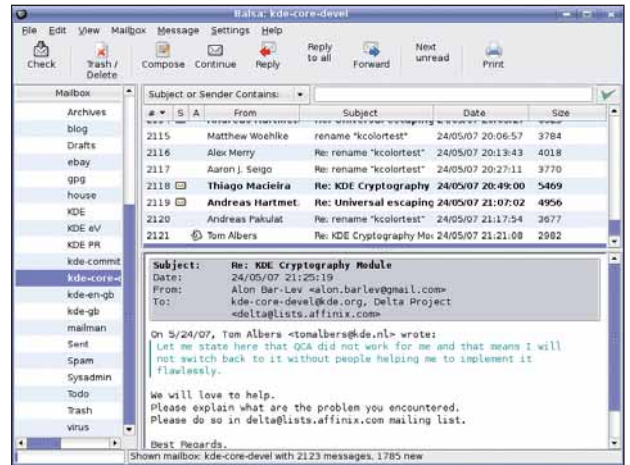 Balsa: kde-core-devel
File Edit View Mailbox Message Settings Help
Check Trash / Delete Compose Continue Reply Reply to all Forward Next unread Print
Mailbox
Archives
blog
Drafts
ebay
gpg
house
KDE
KDE eV
KDE PR
kde-commit
kde-core-d
kde-en-gb
kde-gb
mailman
Sent
Spam
Sysadmin
Todo
Trash
virus
Subject or Sender Contains:
# S A From Subject Date Size
2115 Matthew Woehlke rename "kcolortest" 24/05/07 20:06:57 3784
2116 Alex Merry Re: rename "kcolortest" 24/05/07 20:13:43 4018
2117 Aaron J. Seigo Re: rename "kcolortest" 24/05/07 20:27:11 3770
2118 Thiago Macieira Re: KDE Cryptography 24/05/07 20:49:00 5469
2119 Andreas Hartmet. Re: Universal escaping 24/05/07 21:07:02 4956
2120 Andreas Pakulat Re: rename "kcolortest" 24/05/07 21:17:54 3677
2121 Tom Albers Re: KDE Cryptography Moc 24/05/07 21:21:08 2982
Subject: Re: KDE Cryptography Module
Date: 24/05/07 21:25:19
From: Alon Bar-Lev <alon.barlev@gmail.com>
To: kde-core-devel@kde.org, Delta Project
<delta@lists.affinix.com>
On 5/24/07, Tom Albers <tomalbers@kde.nl> wrote:
Let me state here that QCA did not work for me and that means I will
not switch back to it without people helping me to implement it
flawlessly.
We will love to help.
Please explain what are the problem you encountered.
Please do so in delta@lists.affinix.com mailing list.
Best Regards.
Shown mailbox: kde-core-devel with 2123 messages, 1785 new